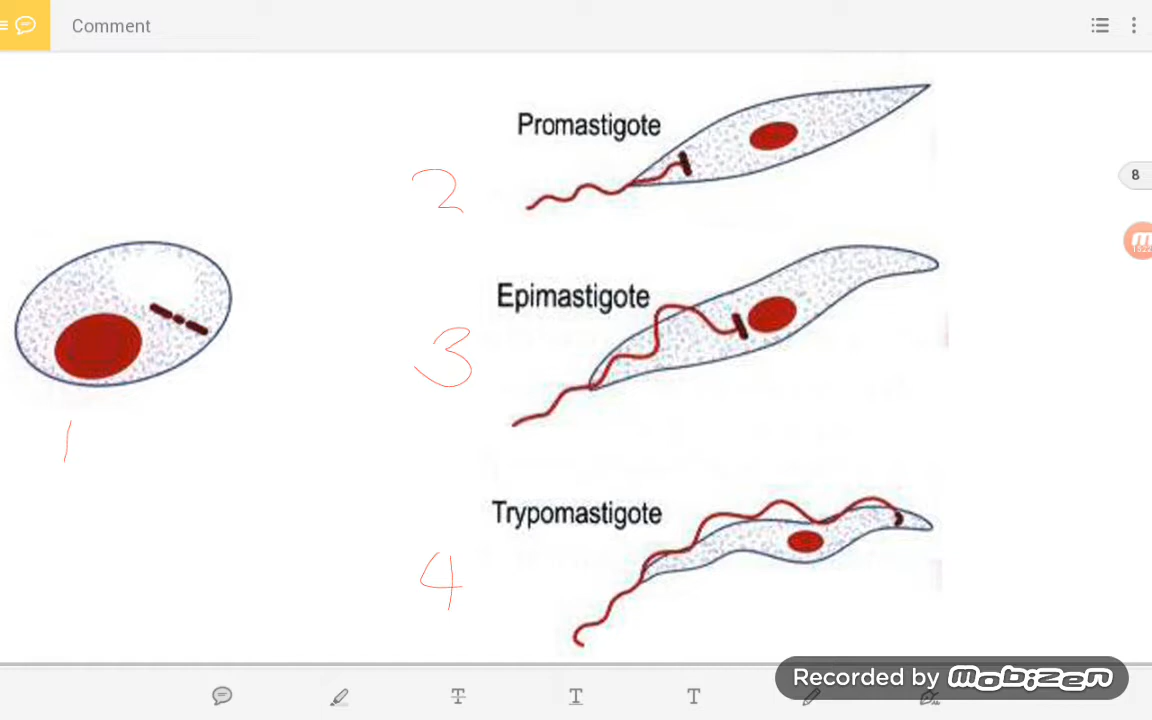 Comment
Promastigote
2
8
Epimastigote
3
1
Trypomastigote
4
T
T
T
Recorded by mobizen